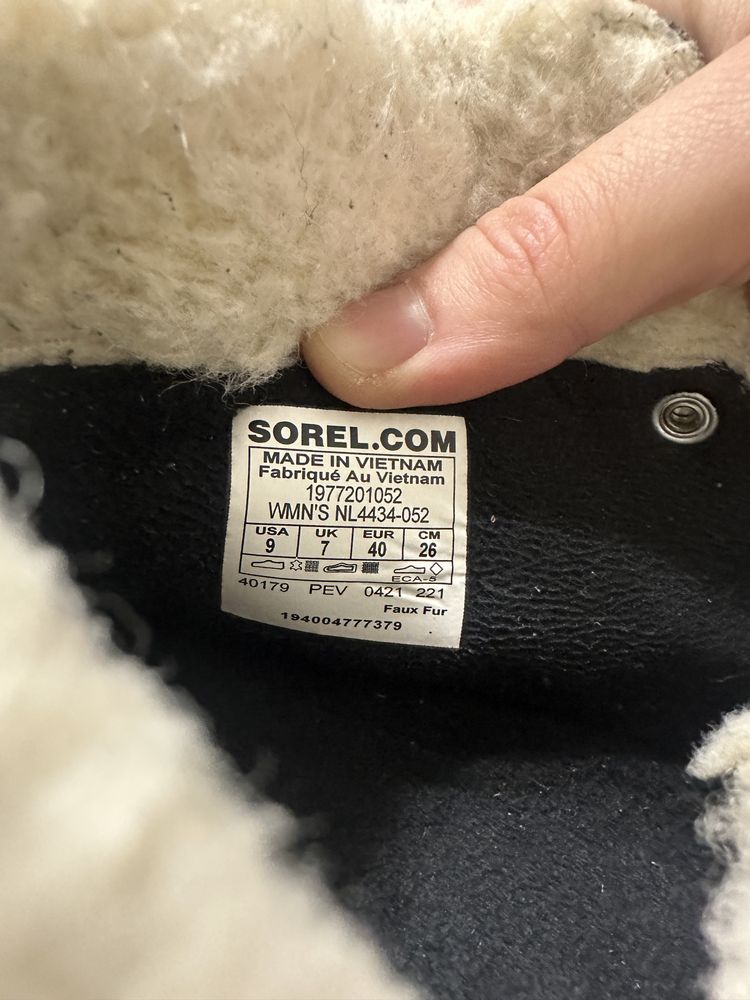 SOREL.COM
MADE IN VIETNAM
Fabriqué Au Vietnam
1977201052
WMN'S NL4434-052
USA UK EUR CM
9 7 40 26
ECA-5
40179 PEV 0421 221
Faux Fur
194004777379